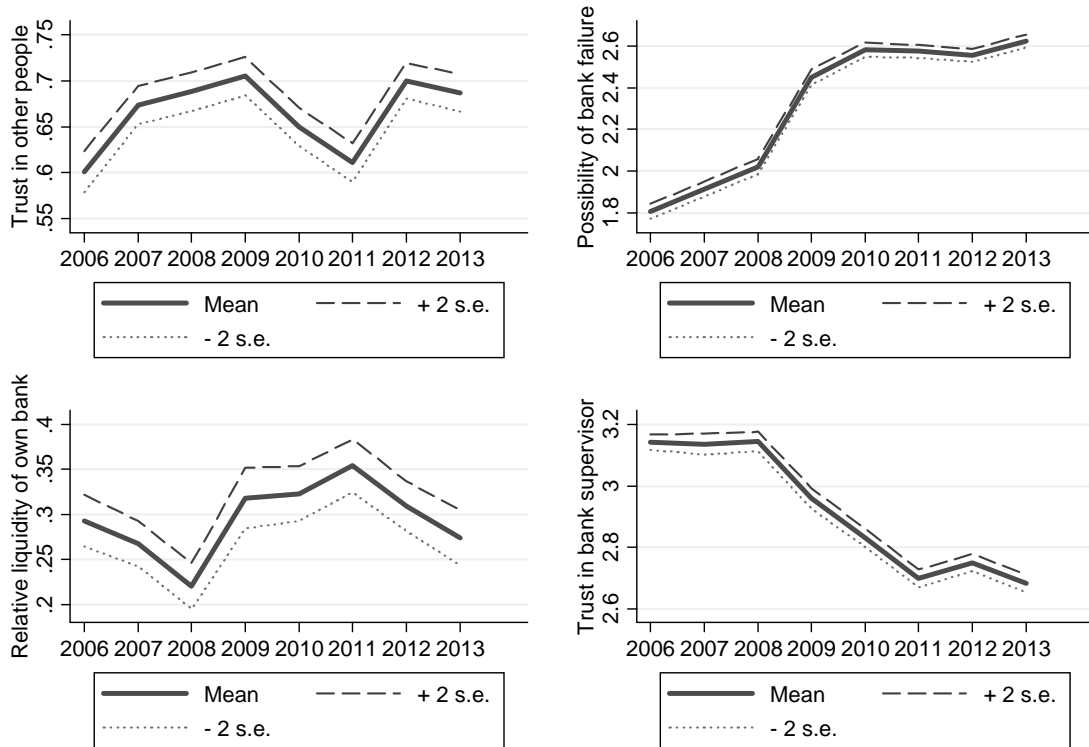 Trust in other people
.75
.7
.65
.6
.55
2006 2007 2008 2009 2010 2011 2012 2013
Mean
+ 2 s.e.
- 2 s.e.
Possibility of bank failure
2.6
2.4
2.2
2
1.8
2006 2007 2008 2009 2010 2011 2012 2013
Mean
+ 2 s.e.
- 2 s.e.
Relative liquidity of own bank
.4
.35
.3
.25
.2
2006 2007 2008 2009 2010 2011 2012 2013
Mean
+ 2 s.e.
- 2 s.e.
Trust in bank supervisor
3.2
3
2.8
2.6
2006 2007 2008 2009 2010 2011 2012 2013
Mean
+ 2 s.e.
- 2 s.e.